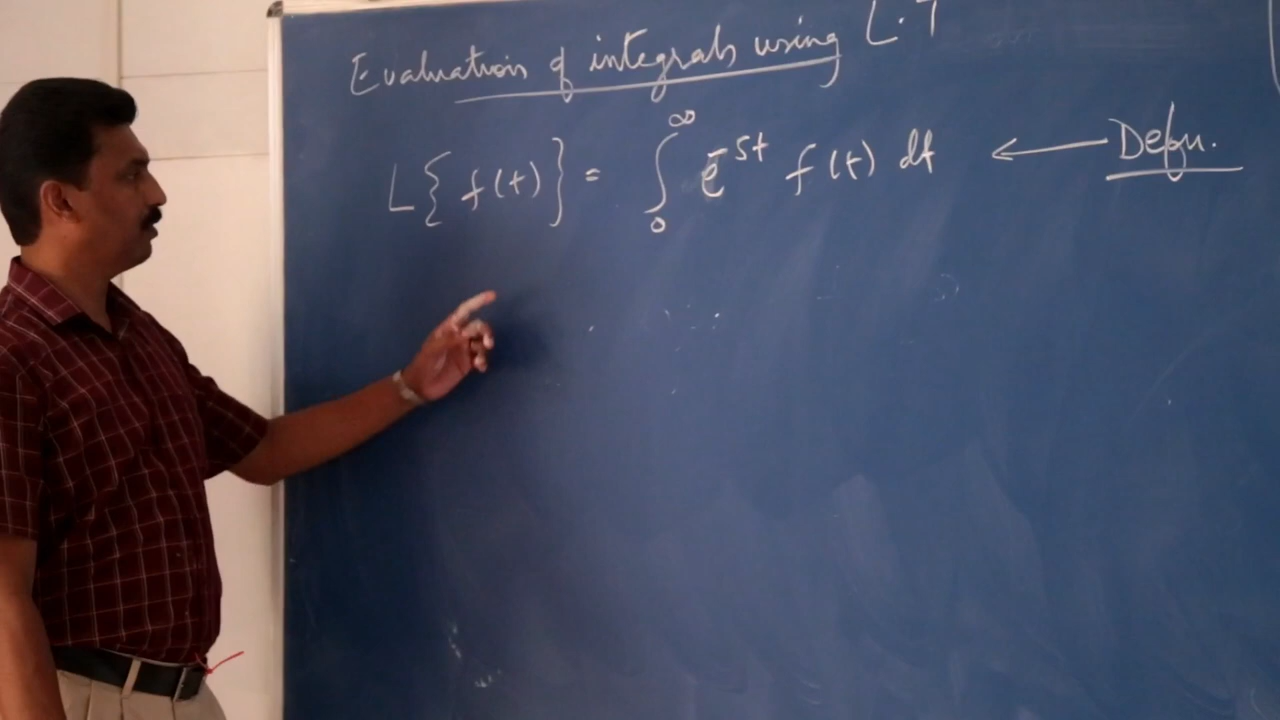 Evaluation of integrals using L.T
L{f(t)} = ∫₀^∞ e^-st f(t) dt ← Defn.